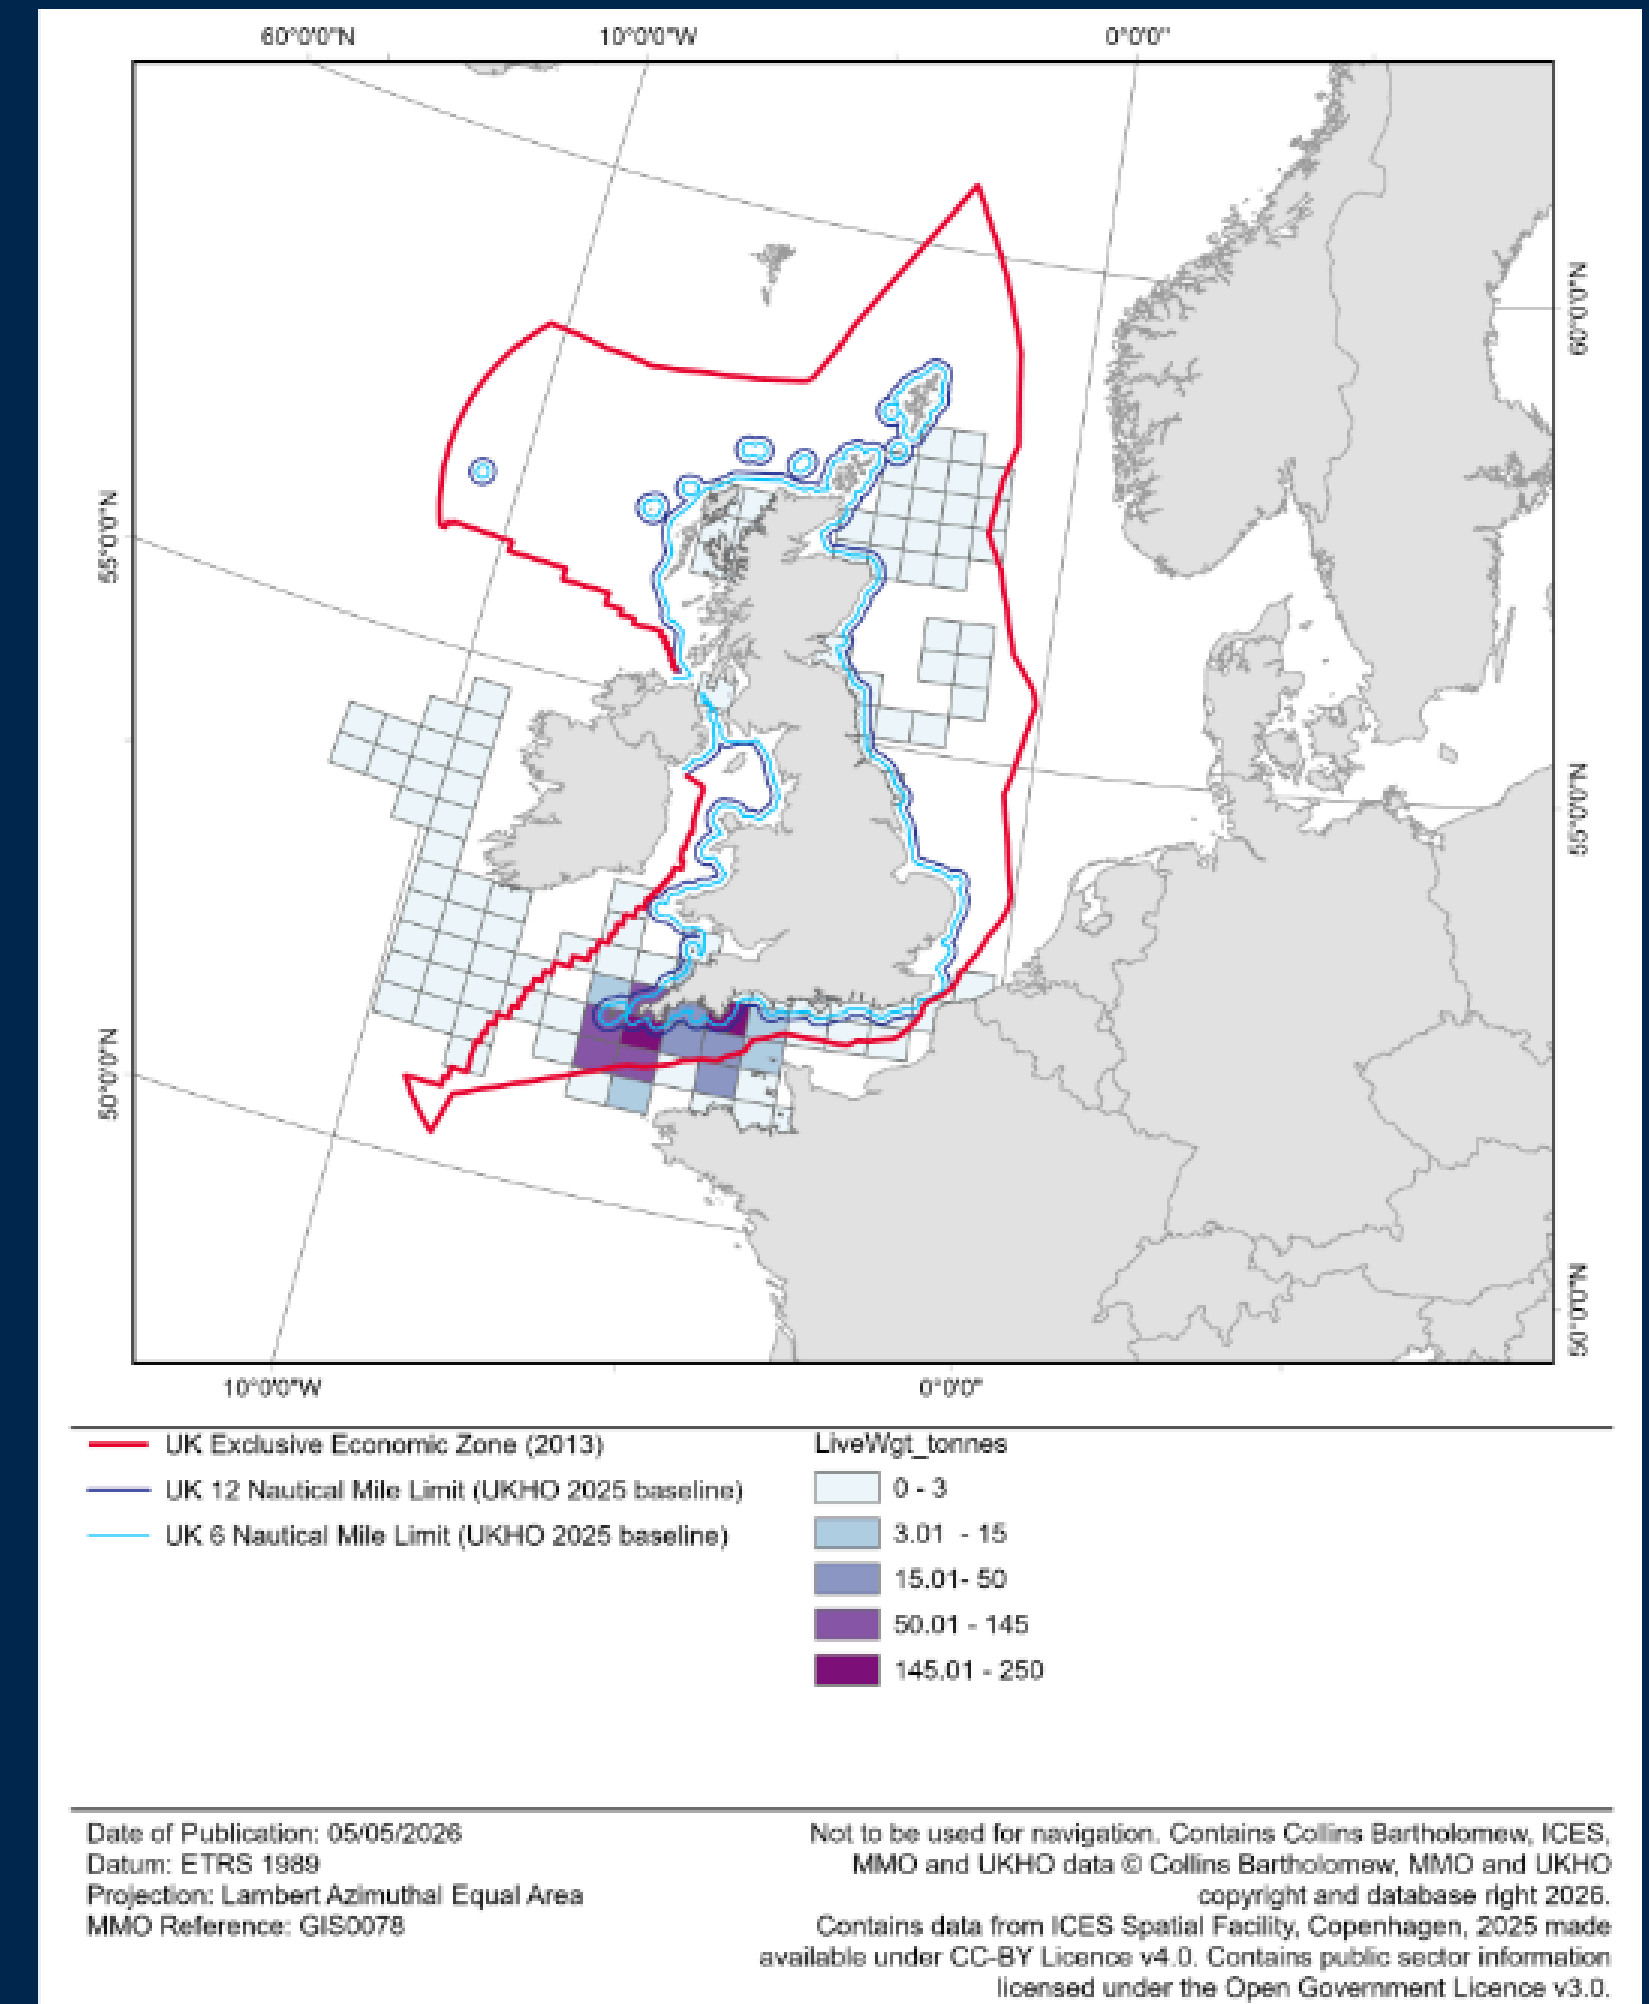 60°0'0"N
10°0'0"W
0°0'0"
60°0'0"N
55°0'0"N
55°0'0"N
50°0'0"N
50°0'0"N
10°0'0"W
0°0'0"
UK Exclusive Economic Zone (2013)
UK 12 Nautical Mile Limit (UKHO 2025 baseline)
UK 6 Nautical Mile Limit (UKHO 2025 baseline)
LiveWgt_tonnes
0 - 3
3.01 - 15
15.01- 50
50.01 - 145
145.01 - 250
Date of Publication: 05/05/2026
Datum: ETRS 1989
Projection: Lambert Azimuthal Equal Area
MMO Reference: GIS0078
Not to be used for navigation. Contains Collins Bartholomew, ICES,
MMO and UKHO data © Collins Bartholomew, MMO and UKHO
copyright and database right 2026.
Contains data from ICES Spatial Facility, Copenhagen, 2025 made
available under CC-BY Licence v4.0. Contains public sector information
licensed under the Open Government Licence v3.0.